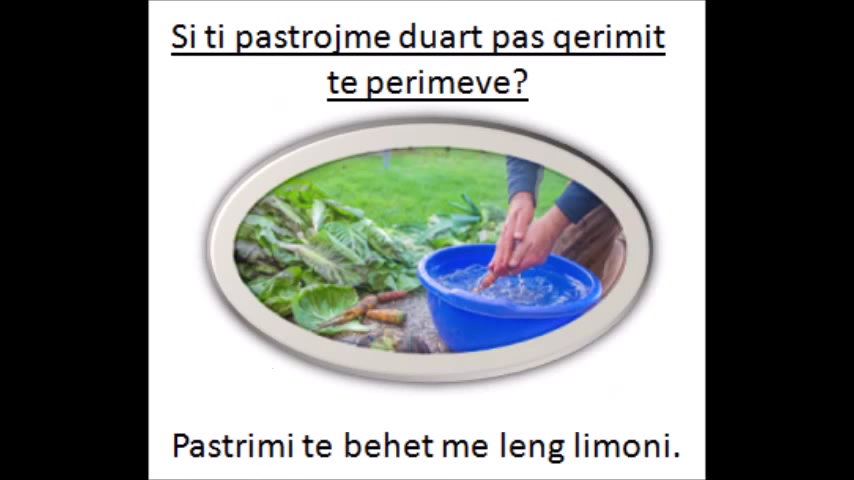 Si ti pastrojme duart pas qerimit
te perimeve?
Pastrimi te behet me leng limoni.